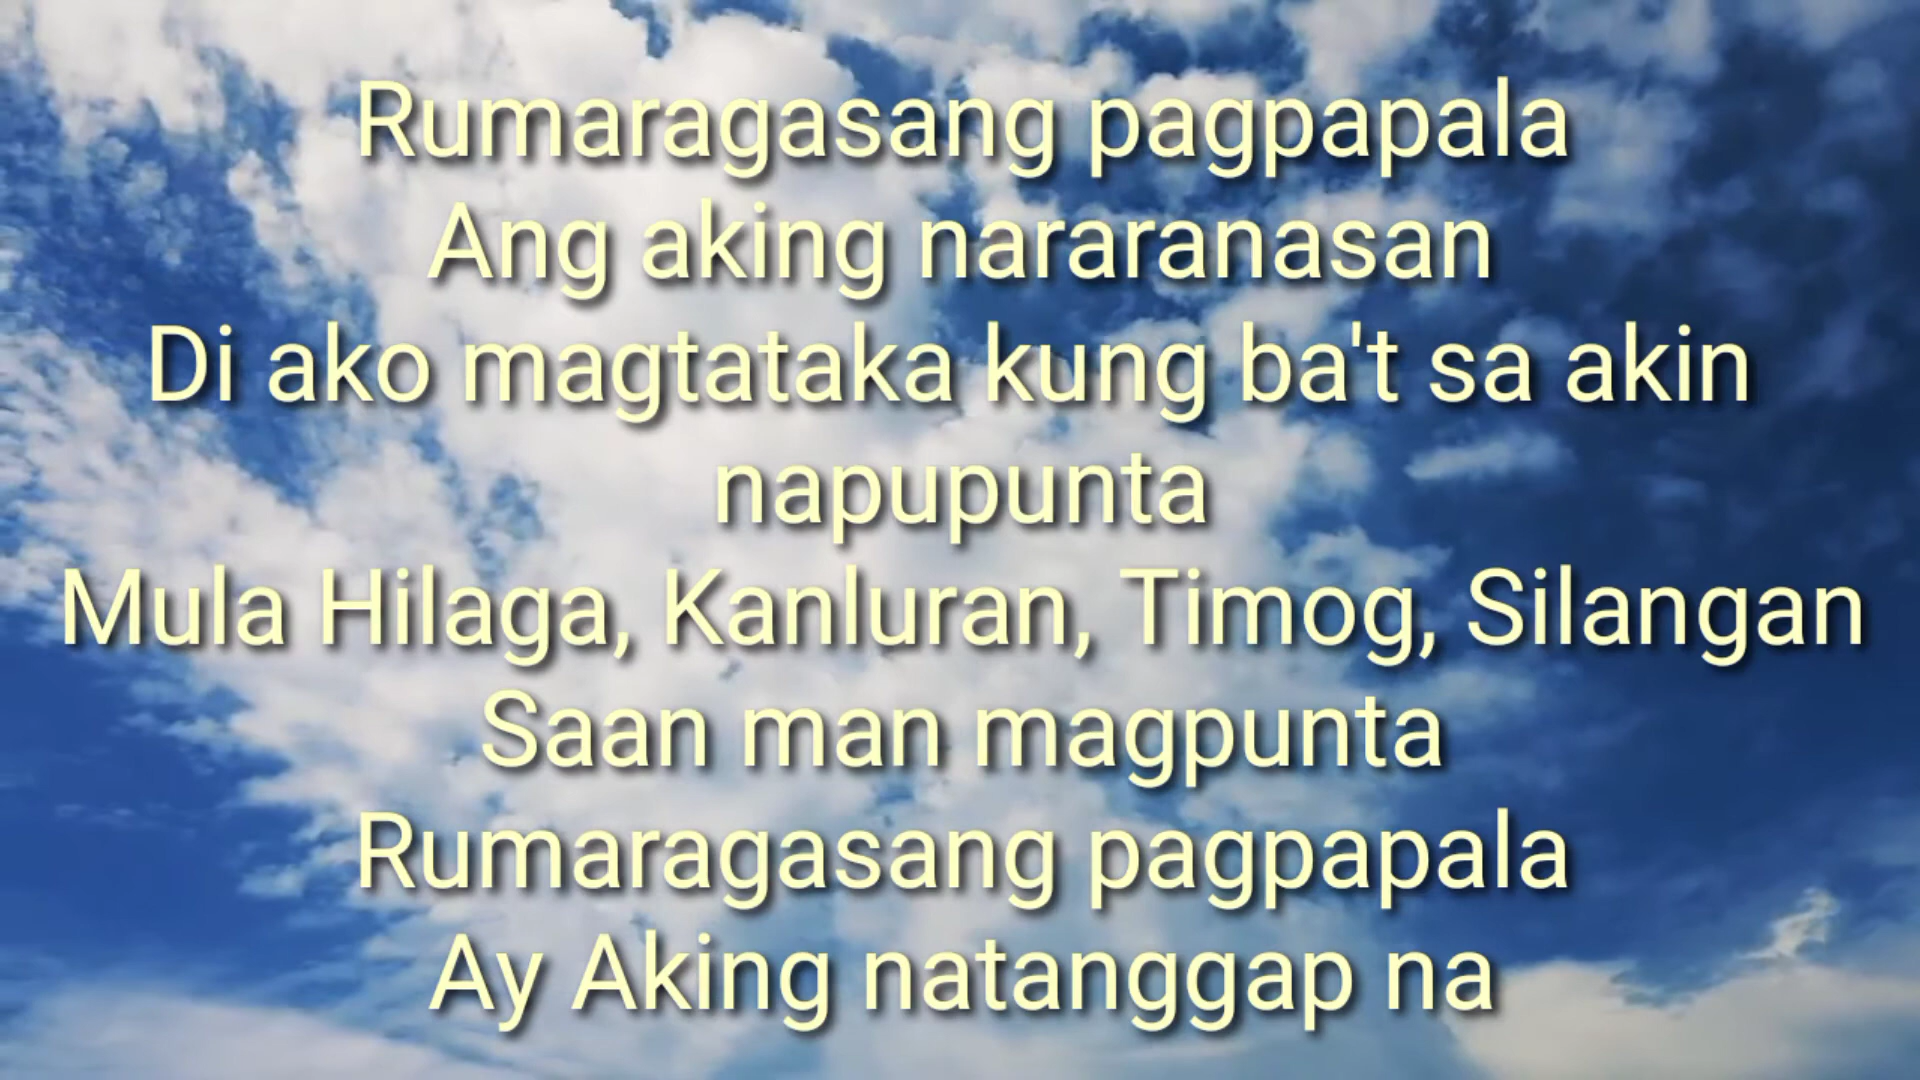 Rumaragasang pagpapala
Ang aking nararanasan
Di ako magtataka kung ba't sa akin
napupunta
Mula Hilaga, Kanluran, Timog, Silangan
Saan man magpunta
Rumaragasang pagpapala
Ay Aking natanggap na